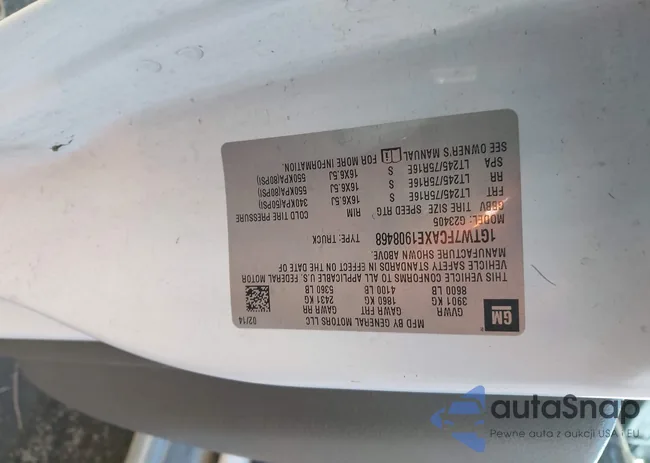 GM
MFD BY GENERAL MOTORS LLC
02/14
GVWR GAWR FRT GAWR RR
3901 KG 1860 KG 2431 KG
8600 LB 4100 LB 5360 LB
THIS VEHICLE CONFORMS TO ALL APPLICABLE U.S. FEDERAL MOTOR
VEHICLE SAFETY STANDARDS IN EFFECT ON THE DATE OF
MANUFACTURE SHOWN ABOVE.
1GTW7FCAXE1908468 TYPE: TRUCK
MODEL: G23405
GEBV TIRE SIZE SPEED RTG RIM COLD TIRE PRESSURE
FRT LT245/75R16E S 16X6.5J 340KPA(50PSI)
RR LT245/75R16E S 16X6.5J 550KPA(80PSI)
SPA LT245/75R16E S 16X6.5J 550KPA(80PSI)
SEE OWNER'S MANUAL FOR MORE INFORMATION.
autaSnap
Pewne auta z aukcji USA i EU